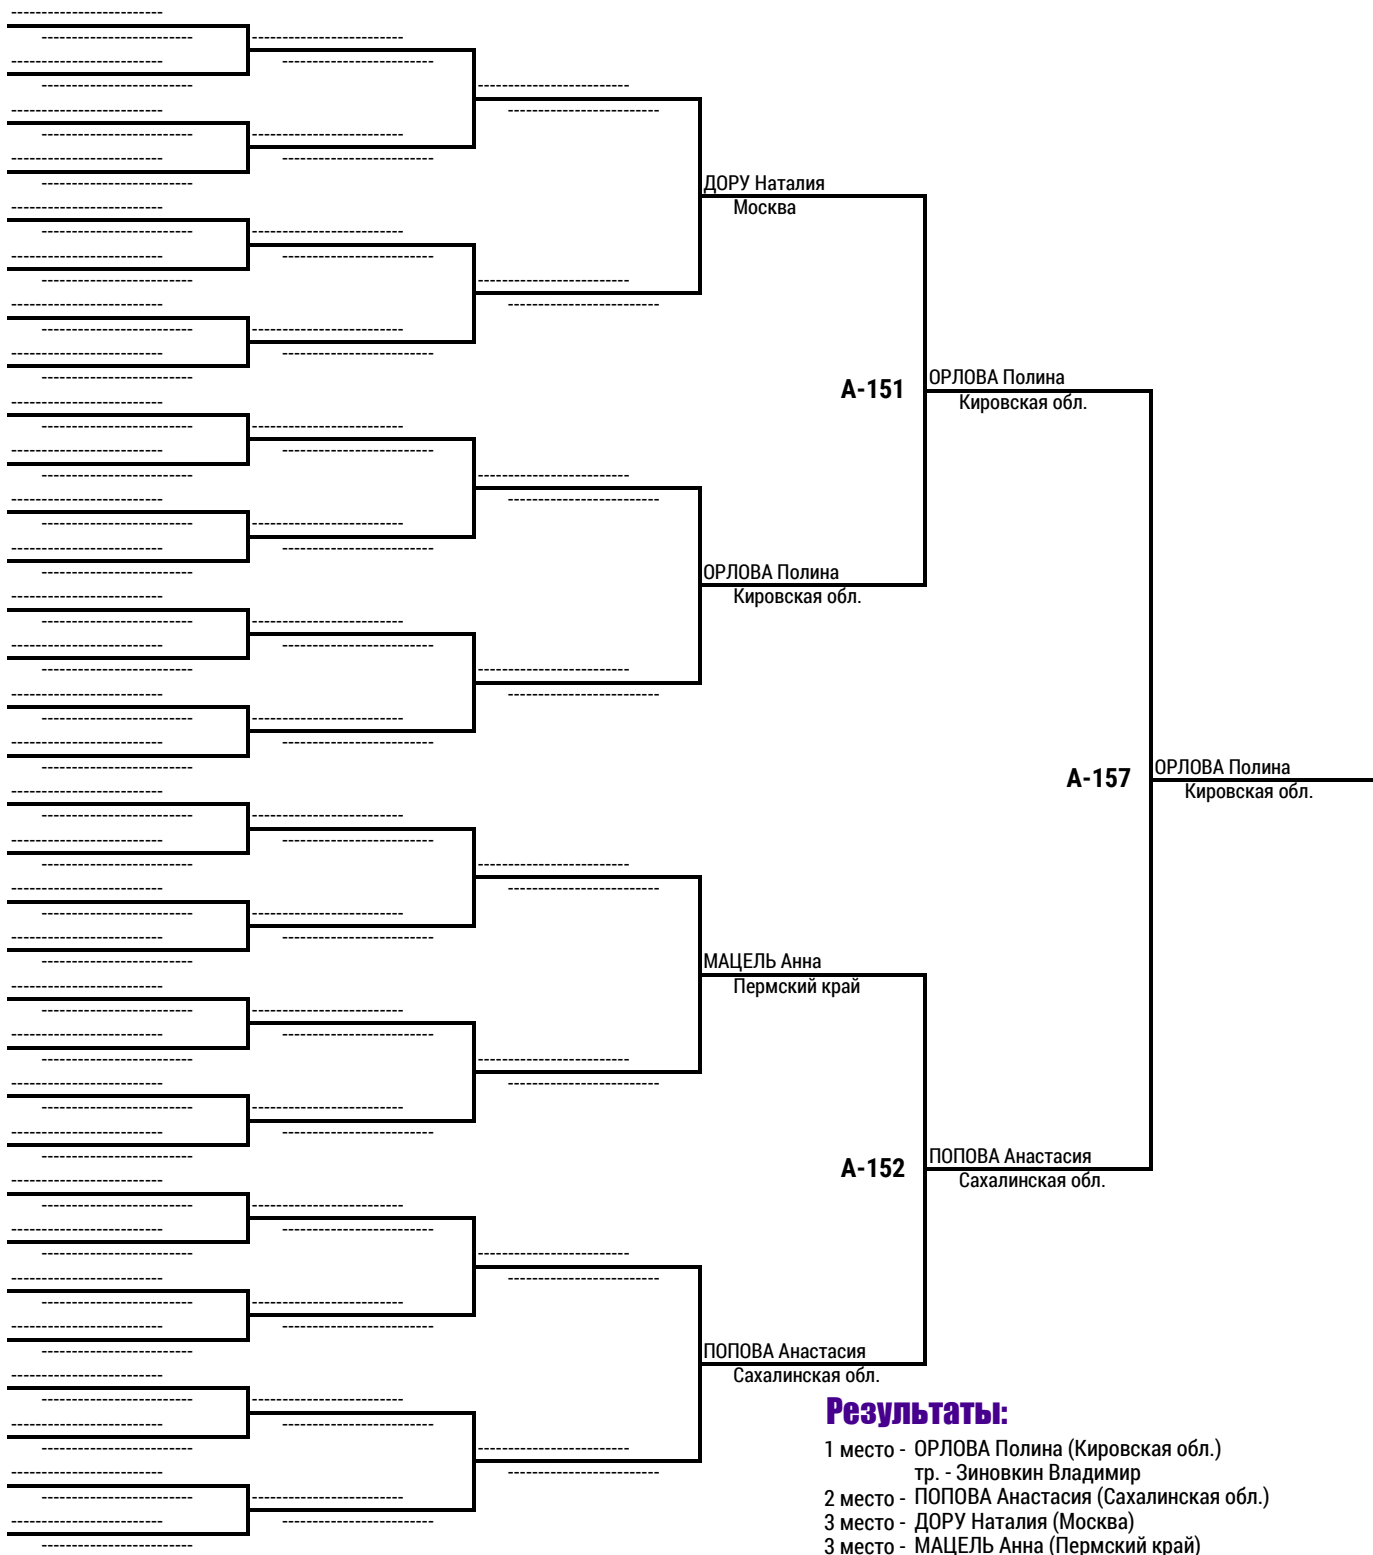 ДОРУ Наталия
Москва
A-151
ОРЛОВА Полина
Кировская обл.
ОРЛОВА Полина
Кировская обл.
A-157
ОРЛОВА Полина
Кировская обл.
МАЦЕЛЬ Анна
Пермский край
A-152
ПОПОВА Анастасия
Сахалинская обл.
ПОПОВА Анастасия
Сахалинская обл.
Результаты:
1 место - ОРЛОВА Полина (Кировская обл.)
тр. - Зиновкин Владимир
2 место - ПОПОВА Анастасия (Сахалинская обл.)
3 место - ДОРУ Наталия (Москва)
3 место - МАЦЕЛЬ Анна (Пермский край)